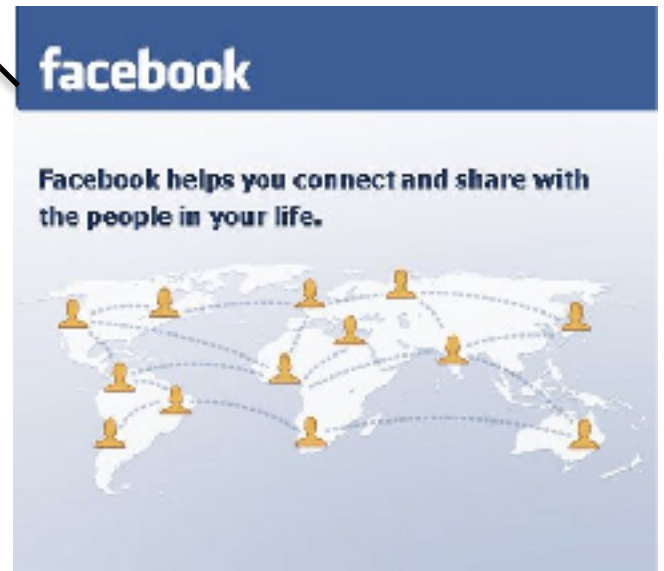 facebook
Facebook helps you connect and share with
the people in your life.